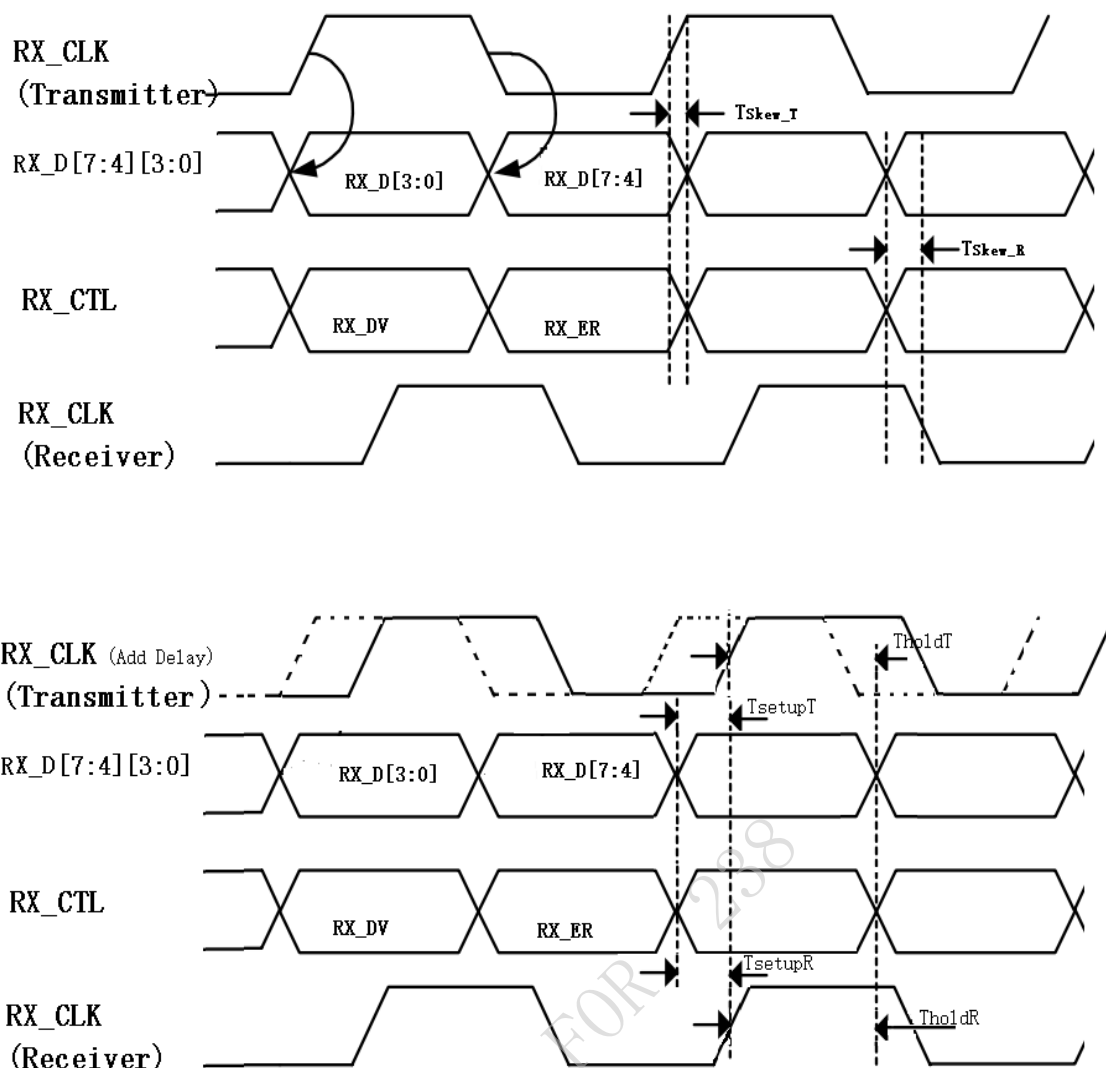 RX_CLK
(Transmitter)
TSkew_T
RX_D[7:4][3:0]
RX_D[3:0]
RX_D[7:4]
TSkew_R
RX_CTL
RX_DV
RX_ER
RX_CLK
(Receiver)
RX_CLK (Add Delay)
(Transmitter)
TholdT
TsetupT
RX_D[7:4][3:0]
RX_D[3:0]
RX_D[7:4]
RX_CTL
RX_DV
RX_ER
TsetupR
RX_CLK
(Receiver)
TholdR
FOR 238